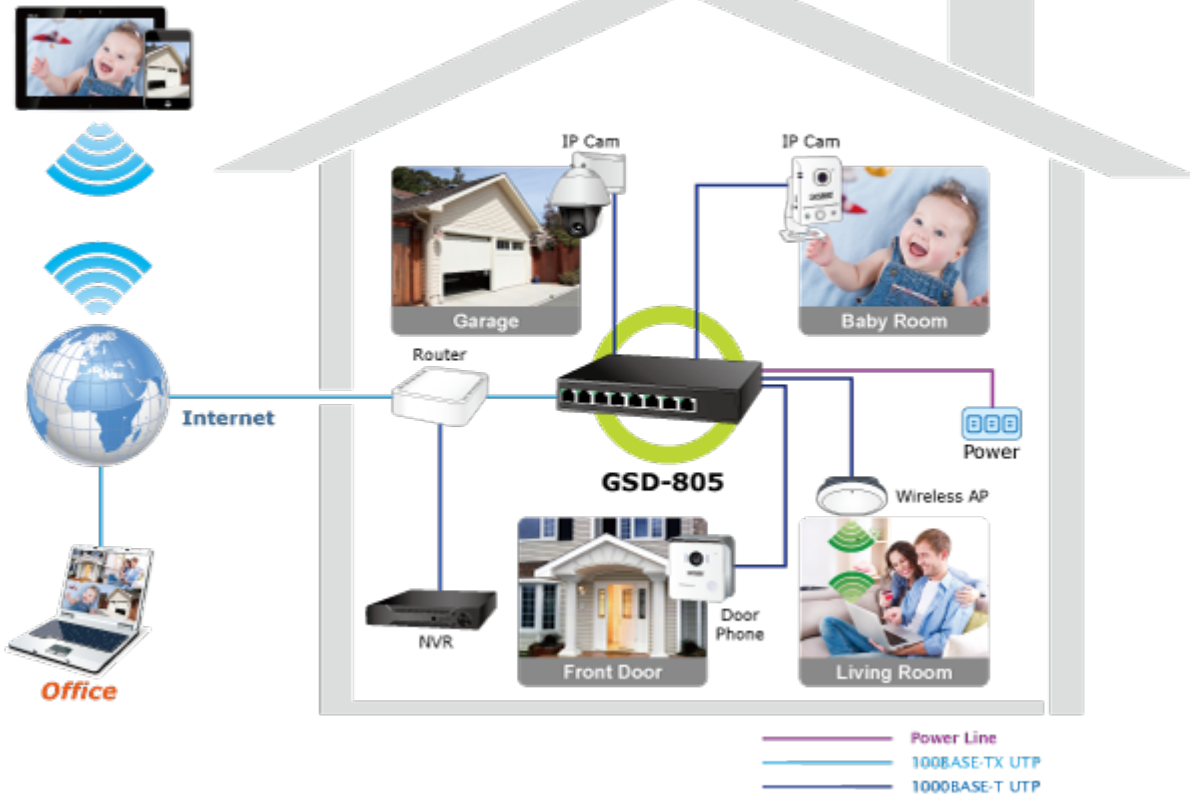 IP Cam
IP Cam
Garage
Baby Room
Router
Internet
Power
GSD-805
Wireless AP
Door
Phone
NVR
Front Door
Living Room
Office
Power Line
100BASE-TX UTP
1000BASE-T UTP